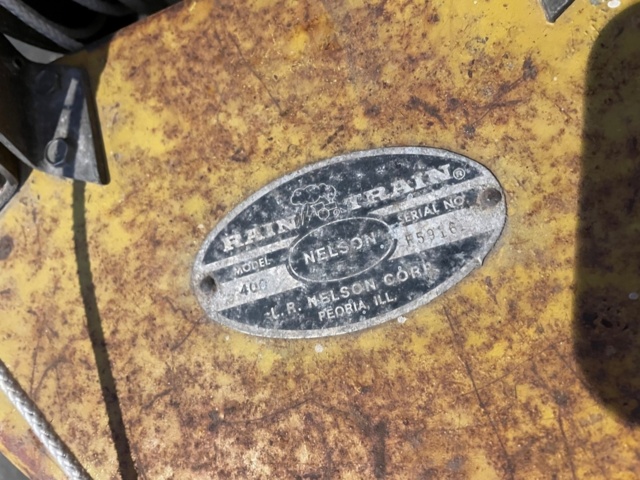 RAIN TRAIN®
MODEL NELSON SERIAL NO.
400
L.R. NELSON CORP.
PEORIA, ILL.